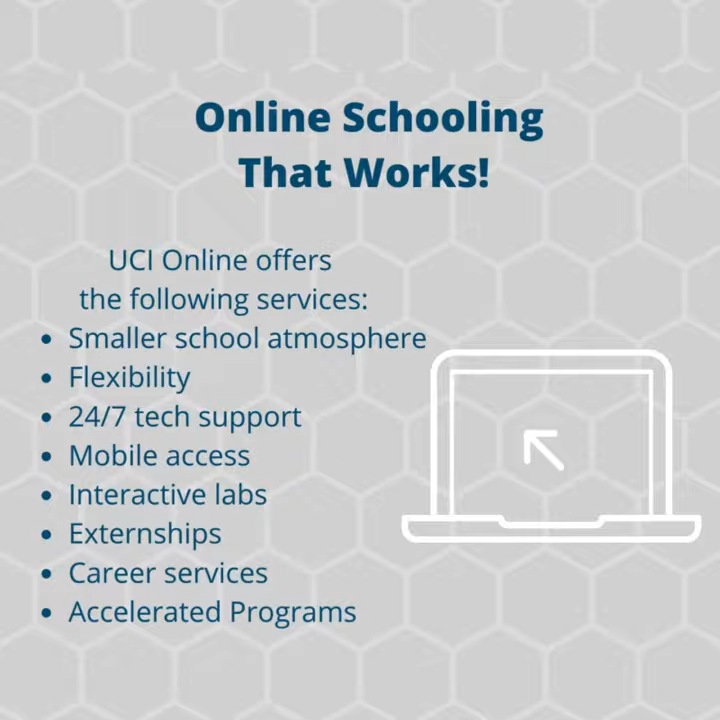 Online Schooling
That Works!
UCI Online offers
the following services:
• Smaller school atmosphere
• Flexibility
• 24/7 tech support
• Mobile access
• Interactive labs
• Externships
• Career services
• Accelerated Programs